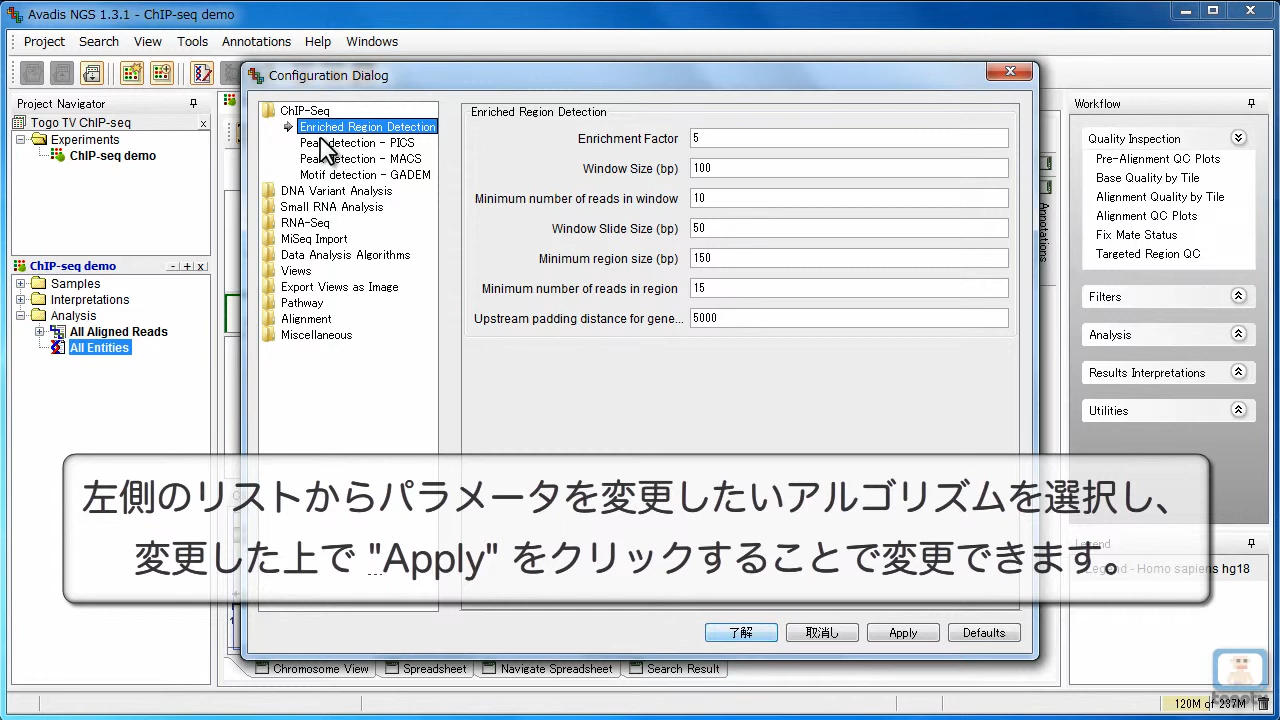 Avadis NGS 1.3.1 - ChIP-seq demo
Project Search View Tools Annotations Help Windows
Project Navigator
Togo TV ChIP-seq
Experiments
ChIP-seq demo
ChIP-seq demo
Samples
Interpretations
Analysis
All Aligned Reads
All Entities
Configuration Dialog
ChIP-Seq
Enriched Region Detection
detection - PICS
detection - MACS
Motif detection - GADEM
DNA Variant Analysis
Small RNA Analysis
RNA-Seq
MiSeq Import
Data Analysis Algorithms
Views
Export Views as Image
Pathway
Alignment
Miscellaneous
Enriched Region Detection
Enrichment Factor 5
Window Size (bp) 100
Minimum number of reads in window 10
Window Slide Size (bp) 50
Minimum region size (bp) 150
Minimum number of reads in region 15
Upstream padding distance for gene... 5000
了解 取消し Apply Defaults
Annotations
Workflow
Quality Inspection
Pre-Alignment QC Plots
Base Quality by Tile
Alignment Quality by Tile
Alignment QC Plots
Fix Mate Status
Targeted Region QC
Filters
Analysis
Results Interpretations
Utilities
Legend
Legend - Homo sapiens hg18
左側のリストからパラメータを変更したいアルゴリズムを選択し、
変更した上で "Apply" をクリックすることで変更できます。
Chromosome View Spreadsheet Navigate Spreadsheet Search Result
120M of 237M
togotv